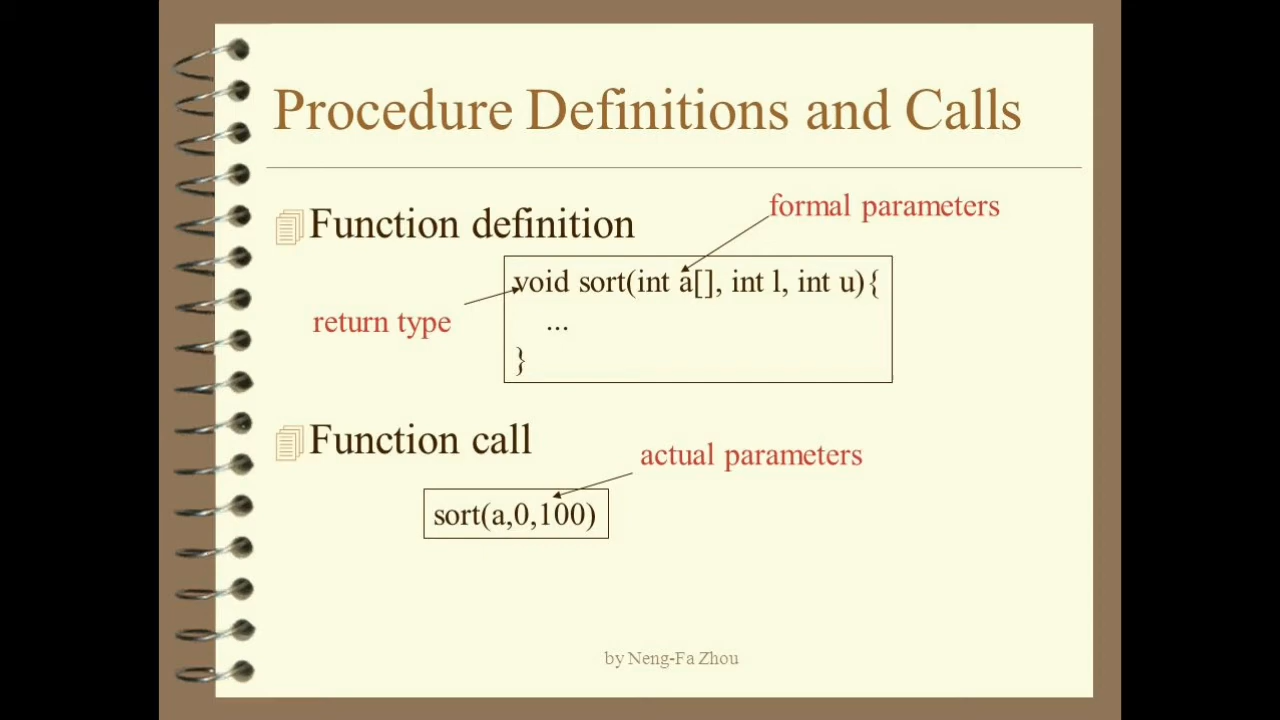 Procedure Definitions and Calls
formal parameters
Function definition
void sort(int a[], int l, int u){
return type
...
}
Function call
actual parameters
sort(a,0,100)
by Neng-Fa Zhou